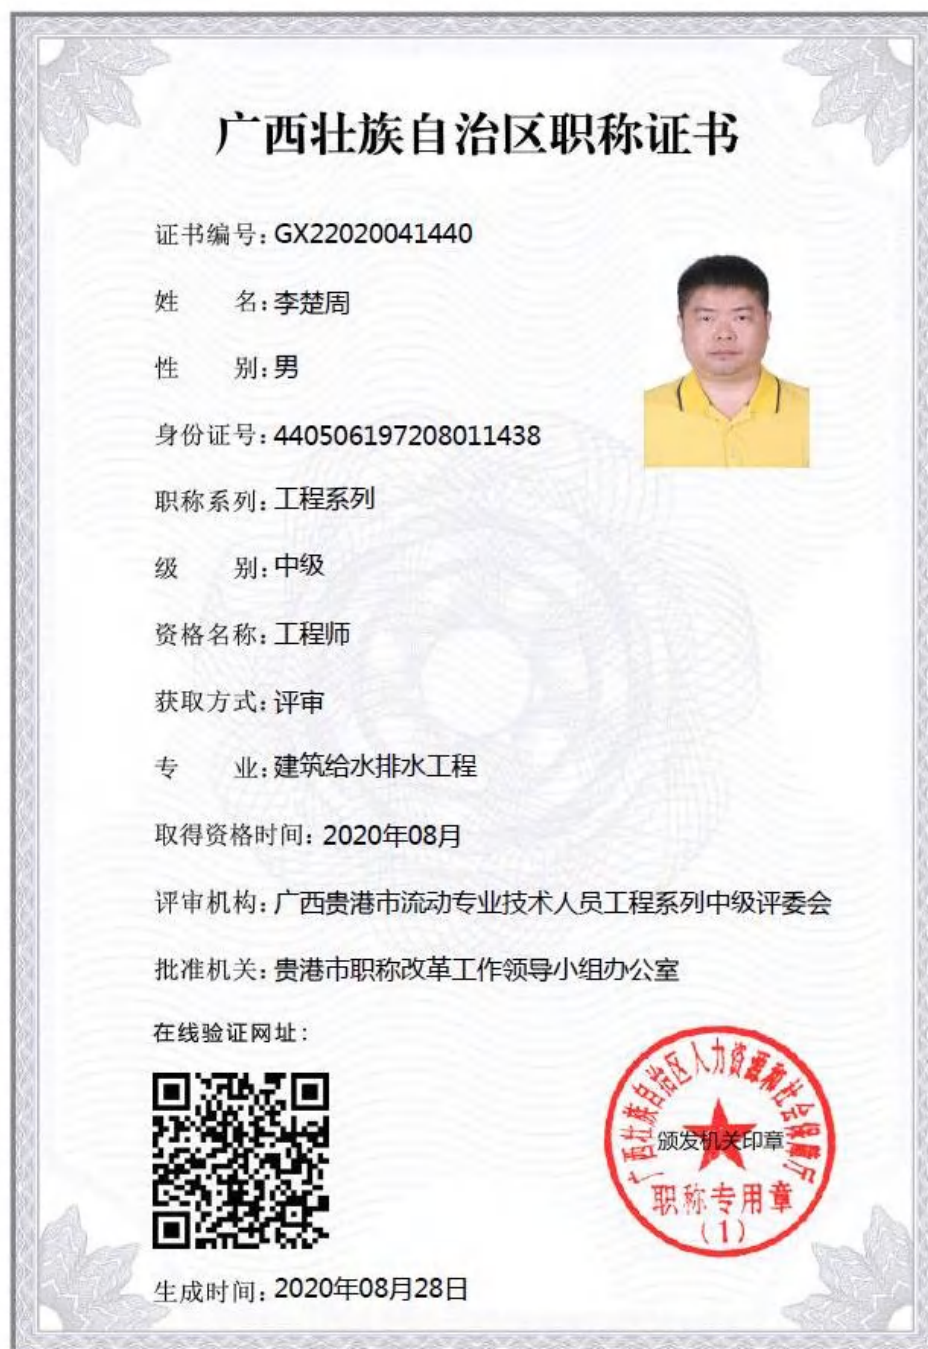 广西壮族自治区职称证书
证书编号：GX22020041440
姓 名：李楚周
性 别：男
身份证号：440506197208011438
职称系列：工程系列
级 别：中级
资格名称：工程师
获取方式：评审
专 业：建筑给水排水工程
取得资格时间：2020年08月
评审机构：广西贵港市流动专业技术人员工程系列中级评委会
批准机关：贵港市职称改革工作领导小组办公室
在线验证网址：
广西壮族自治区人力资源和社会保障厅
颁发机关印章
职称专用章
（1）
生成时间：2020年08月28日